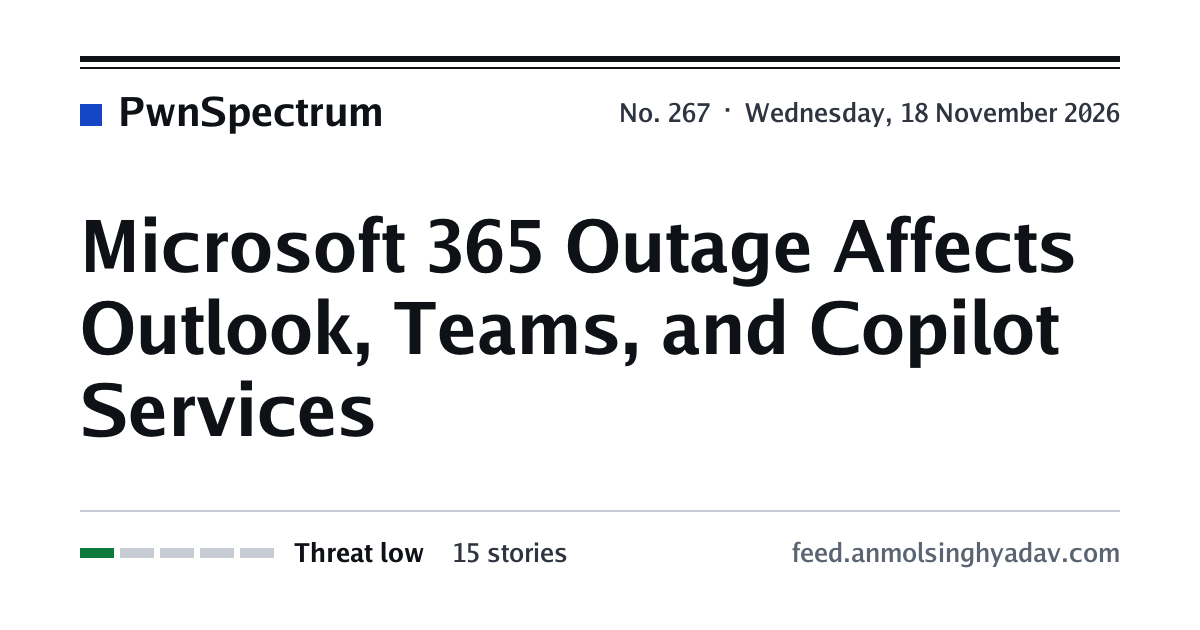 PwnSpectrum
No. 267 · Wednesday, 18 November 2026
Microsoft 365 Outage Affects
Outlook, Teams, and Copilot
Services
Threat low 15 stories
feed.anmolsinghyadav.com